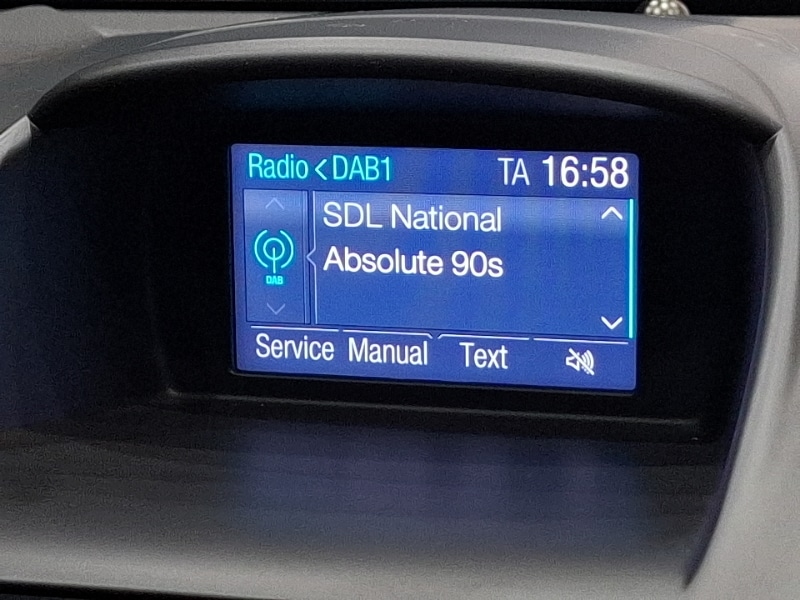 Radio < DAB1 TA 16:58
SDL National
DAB
Absolute 90s
Service Manual Text